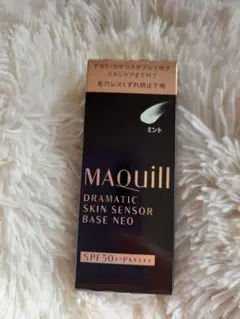 毛穴レスくずれ防止下地
ミント
MAQuill
DRAMATIC
SKIN SENSOR
BASE NEO
SPF50+・PA++++